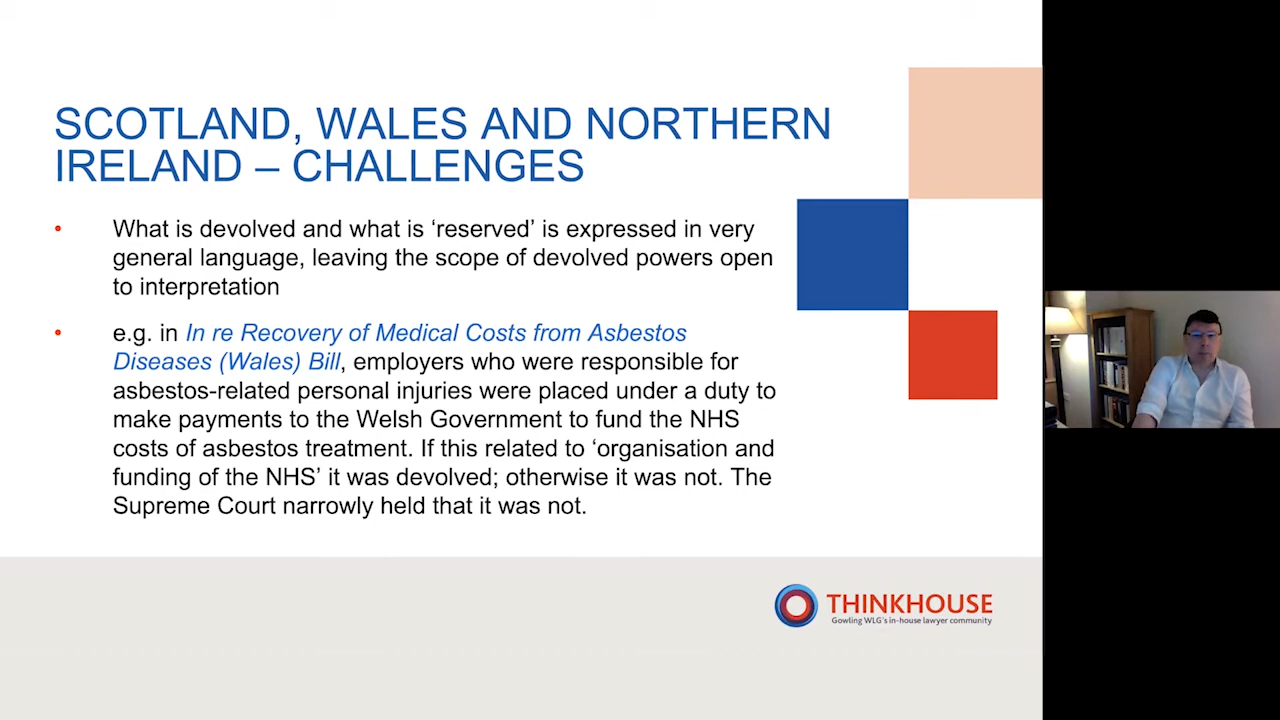 SCOTLAND, WALES AND NORTHERN
IRELAND – CHALLENGES
• What is devolved and what is ‘reserved’ is expressed in very
general language, leaving the scope of devolved powers open
to interpretation
• e.g. in In re Recovery of Medical Costs from Asbestos
Diseases (Wales) Bill, employers who were responsible for
asbestos-related personal injuries were placed under a duty to
make payments to the Welsh Government to fund the NHS
costs of asbestos treatment. If this related to ‘organisation and
funding of the NHS’ it was devolved; otherwise it was not. The
Supreme Court narrowly held that it was not.
THINKHOUSE
Gowling WLG's in-house lawyer community